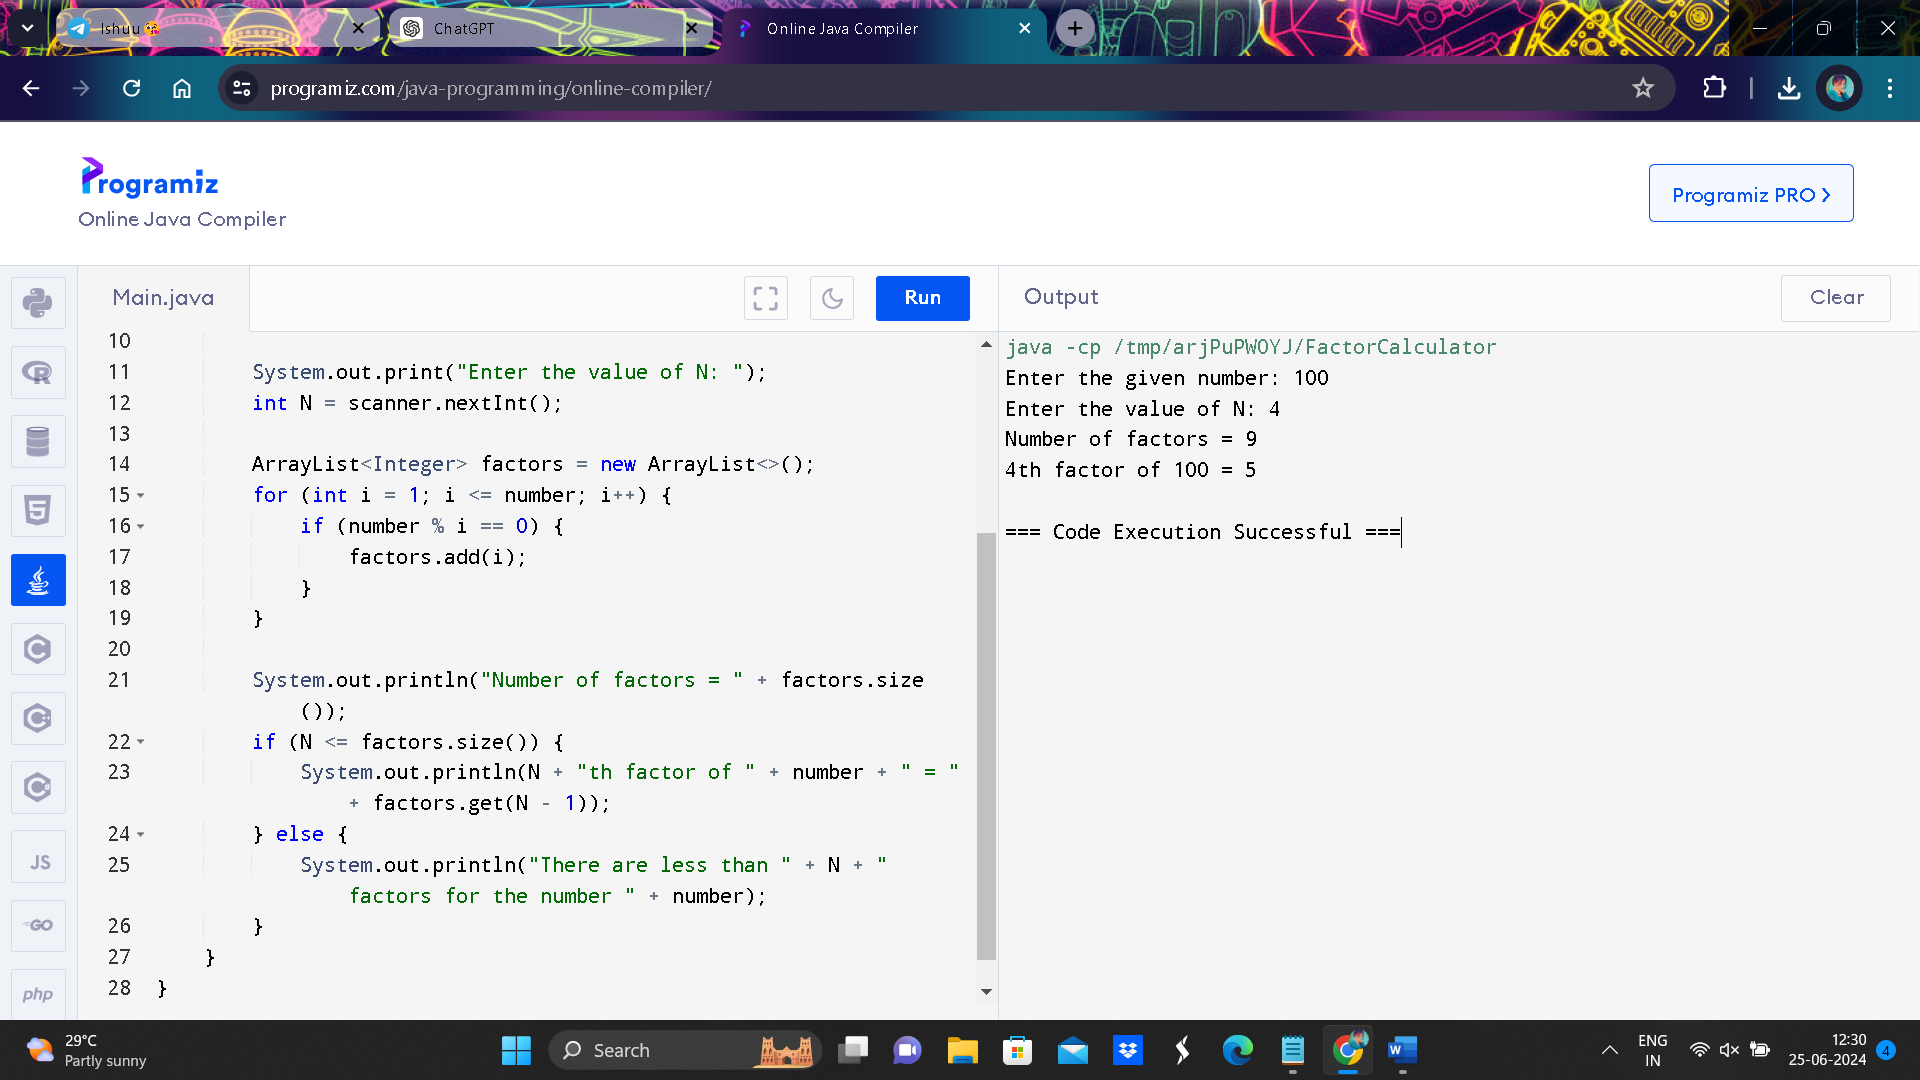 Ishuu😘
ChatGPT
Online Java Compiler
programiz.com/java-programming/online-compiler/
Programiz
Online Java Compiler
Programiz PRO >
Main.java
Run
Output
Clear
10
11 System.out.print("Enter the value of N: ");
12 int N = scanner.nextInt();
13
14 ArrayList<Integer> factors = new ArrayList<>();
15 for (int i = 1; i <= number; i++) {
16 if (number % i == 0) {
17 factors.add(i);
18 }
19 }
20
21 System.out.println("Number of factors = " + factors.size
());
22 if (N <= factors.size()) {
23 System.out.println(N + "th factor of " + number + " = "
+ factors.get(N - 1));
24 } else {
25 System.out.println("There are less than " + N + "
factors for the number " + number);
26 }
27 }
28 }
java -cp /tmp/arjPuPWOYJ/FactorCalculator
Enter the given number: 100
Enter the value of N: 4
Number of factors = 9
4th factor of 100 = 5
=== Code Execution Successful ===
R
5
C
C
C
JS
GO
php
29°C
Partly sunny
Search
W
ENG
IN
12:30
25-06-2024
4